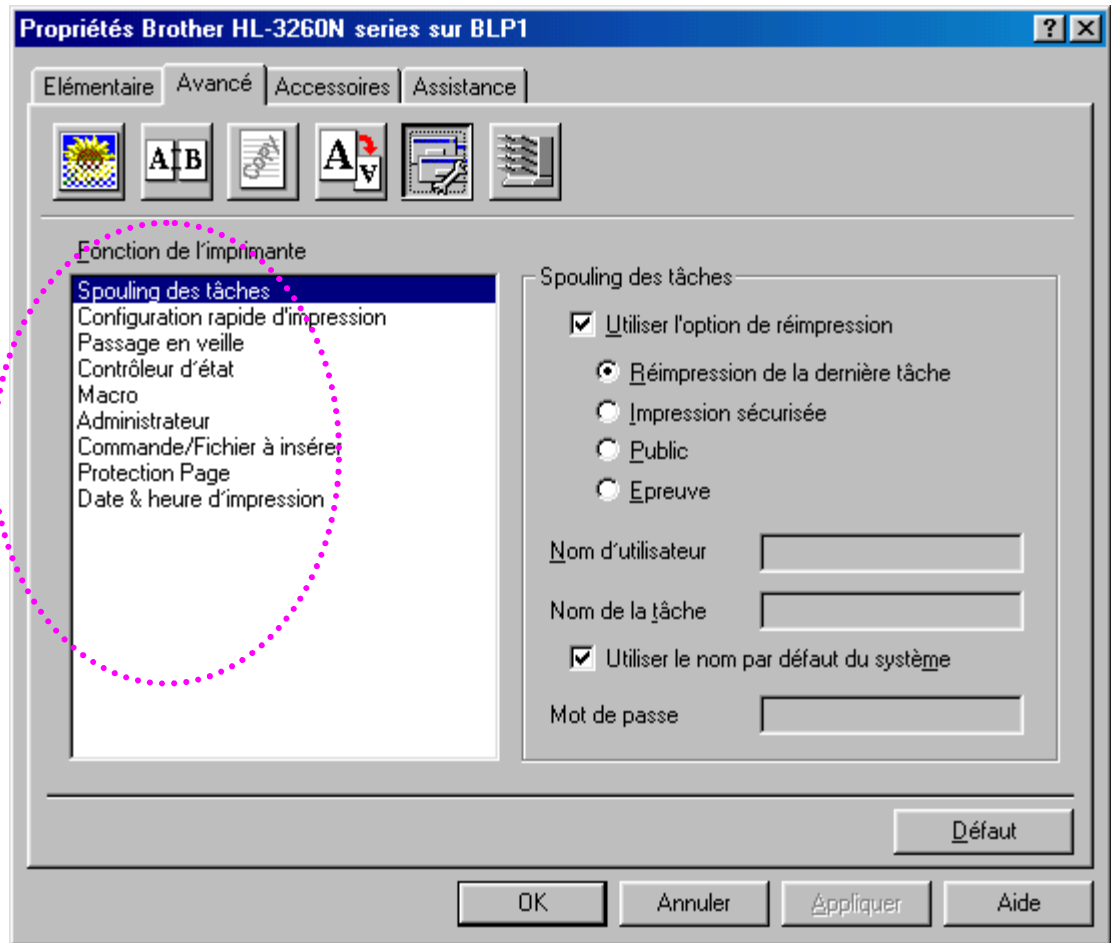 Propriétés Brother HL-3260N series sur BLP1
Elémentaire Avancé Accessoires Assistance
A B
COPY
A A
Fonction de l´imprimante
Spouling des tâches
Configuration rapide d'impression
Passage en veille
Contrôleur d´état
Macro
Administrateur
Commande/Fichier à insérer
Protection Page
Date & heure d´impression
Spouling des tâches
Utiliser l'option de réimpression
Réimpression de la dernière tâche
Impression sécurisée
Public
Epreuve
Nom d´utilisateur
Nom de la tâche
Utiliser le nom par défaut du système
Mot de passe
Défaut
OK Annuler Appliquer Aide